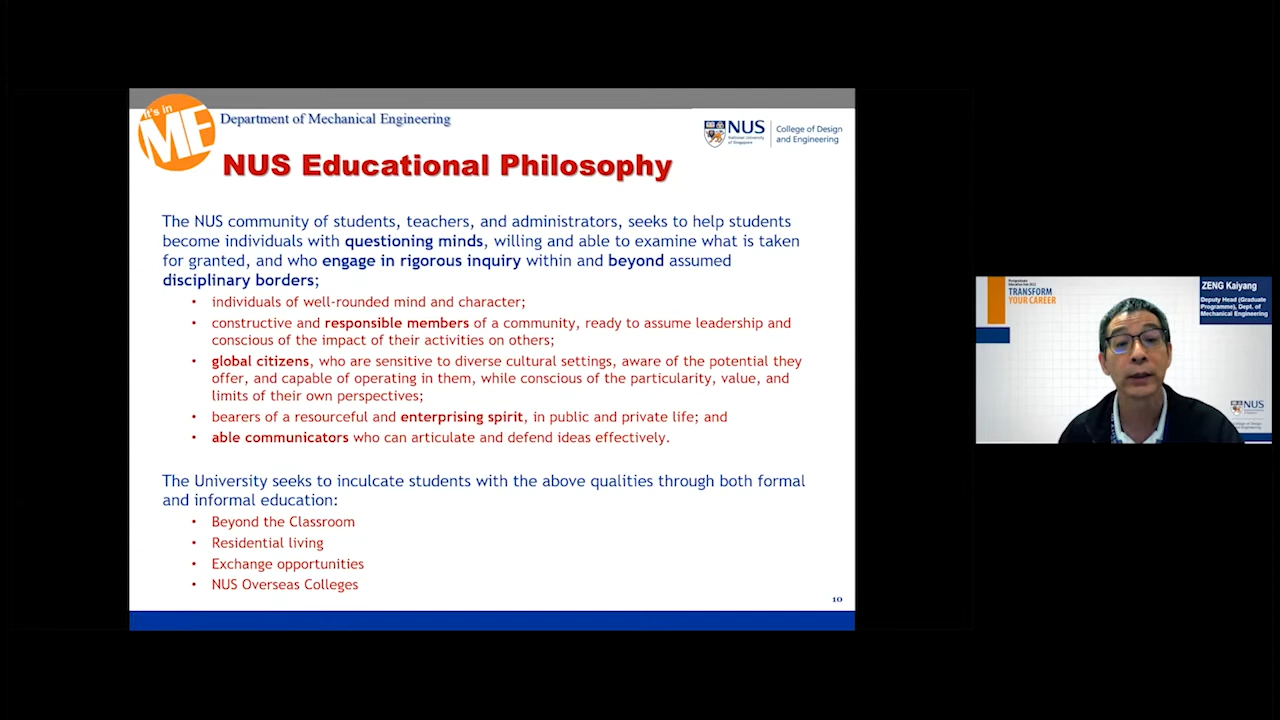 It's in
ME
Department of Mechanical Engineering
NUS
National University
of Singapore
College of Design
and Engineering
NUS Educational Philosophy
The NUS community of students, teachers, and administrators, seeks to help students
become individuals with questioning minds, willing and able to examine what is taken
for granted, and who engage in rigorous inquiry within and beyond assumed
disciplinary borders;
• individuals of well-rounded mind and character;
• constructive and responsible members of a community, ready to assume leadership and
conscious of the impact of their activities on others;
• global citizens, who are sensitive to diverse cultural settings, aware of the potential they
offer, and capable of operating in them, while conscious of the particularity, value, and
limits of their own perspectives;
• bearers of a resourceful and enterprising spirit, in public and private life; and
• able communicators who can articulate and defend ideas effectively.
The University seeks to inculcate students with the above qualities through both formal
and informal education:
• Beyond the Classroom
• Residential living
• Exchange opportunities
• NUS Overseas Colleges
10
TRANSFORM
YOUR CAREER
ZENG Kaiyang
Deputy Head (Graduate
Programme), Dept. of
Mechanical Engineering
NUS